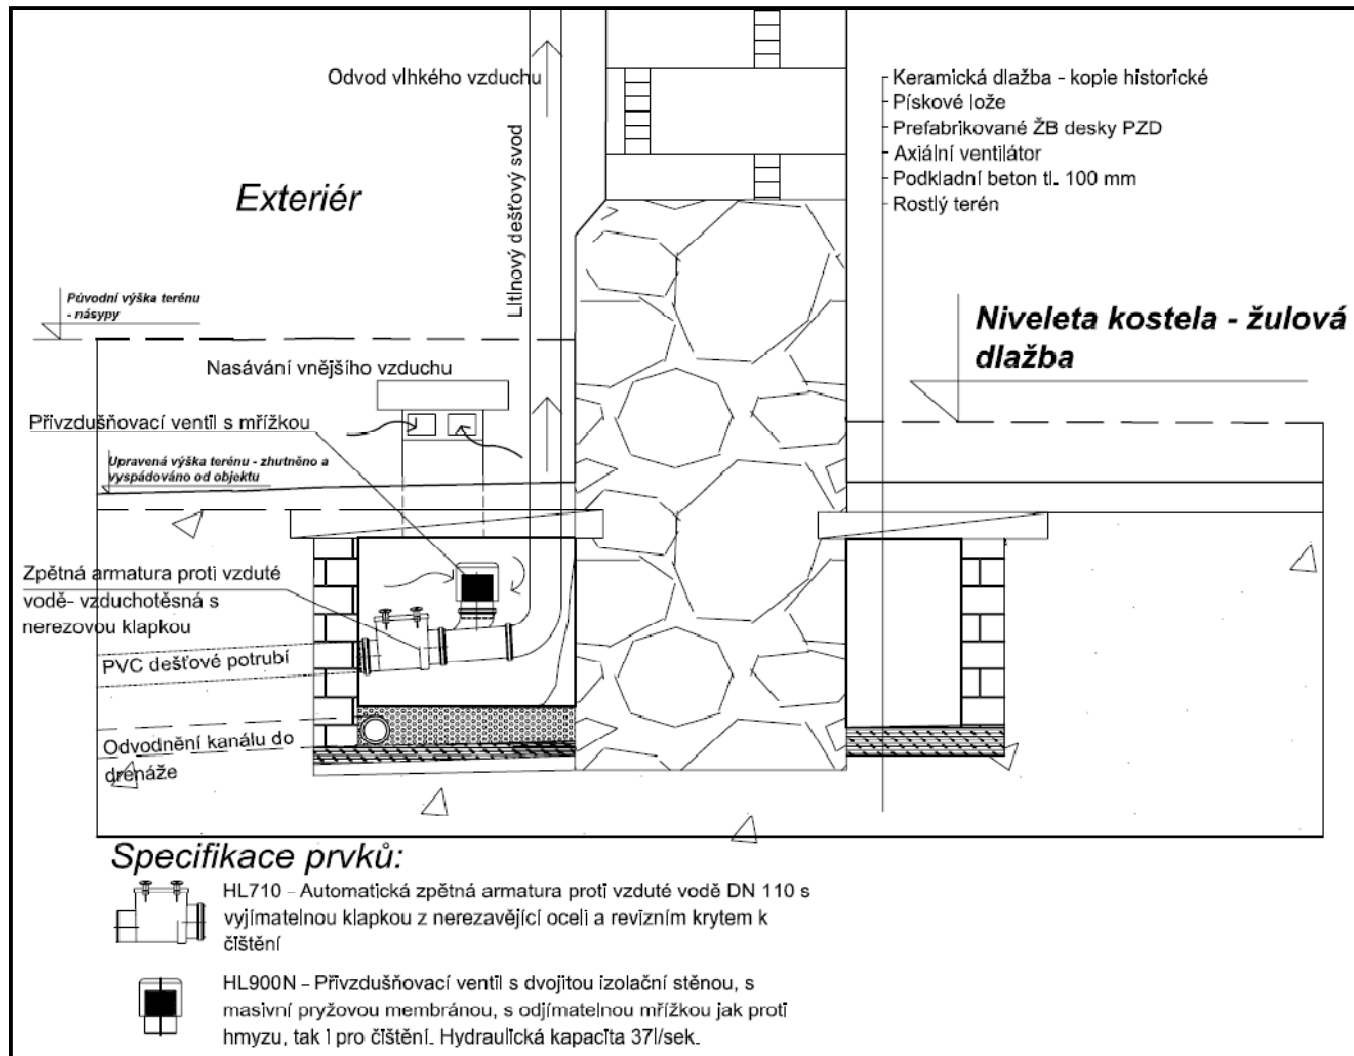 Odvod vlhkého vzduchu
Keramická dlažba - kopie historické
Pískové lože
Prefabrikované ŽB desky PZD
Axiální ventilátor
Podkladní beton tl. 100 mm
Rostlý terén
Exteriér
Litinový dešťový svod
Původní výška terénu
- násypy
Niveleta kostela - žulová
dlažba
Nasávání vnějšího vzduchu
Přivzdušňovací ventil s mřížkou
Upravená výška terénu - zhutněno a
vyspádováno od objektu
Zpětná armatura proti vzduté
vodě- vzduchotěsná s
nerezovou klapkou
PVC dešťové potrubí
Odvodnění kanálu do
drenáže
Specifikace prvků:
HL710 - Automatická zpětná armatura proti vzduté vodě DN 110 s
vyjímatelnou klapkou z nerezavějící oceli a revizním krytem k
čištění
HL900N - Přivzdušňovací ventil s dvojitou izolační stěnou, s
masivní pryžovou membránou, s odjímatelnou mřížkou jak proti
hmyzu, tak i pro čištění. Hydraulická kapacita 37l/sek.